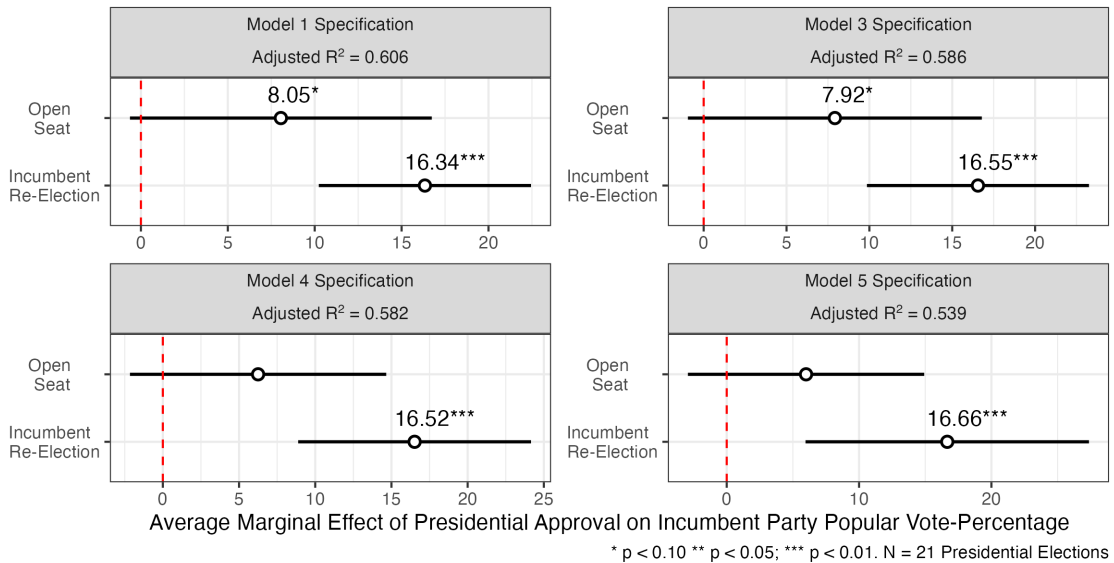 Model 1 Specification
Adjusted R² = 0.606
Open
Seat
8.05*
Incumbent
Re-Election
16.34***
0 5 10 15 20
Model 3 Specification
Adjusted R² = 0.586
Open
Seat
7.92*
Incumbent
Re-Election
16.55***
0 5 10 15 20
Model 4 Specification
Adjusted R² = 0.582
Open
Seat
Incumbent
Re-Election
16.52***
0 5 10 15 20 25
Model 5 Specification
Adjusted R² = 0.539
Open
Seat
Incumbent
Re-Election
16.66***
0 10 20
Average Marginal Effect of Presidential Approval on Incumbent Party Popular Vote-Percentage
* p < 0.10 ** p < 0.05; *** p < 0.01. N = 21 Presidential Elections